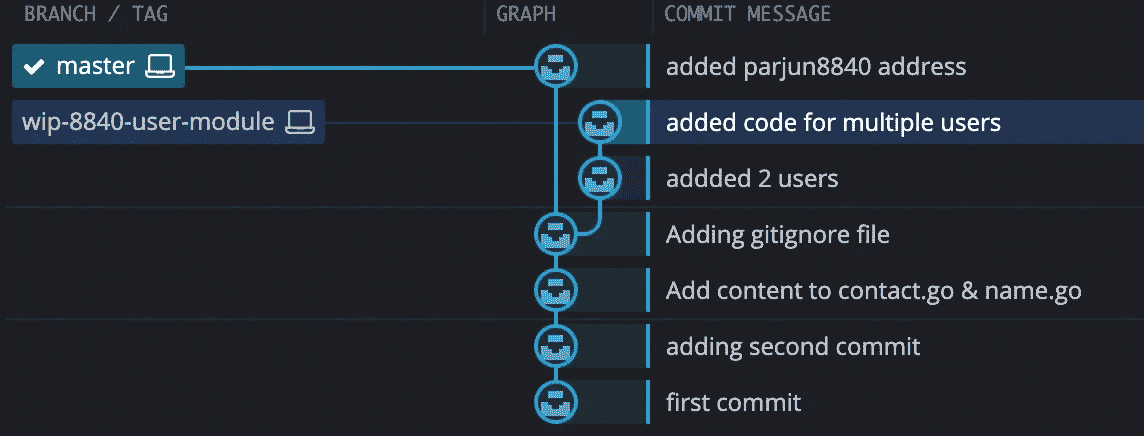 BRANCH / TAG GRAPH COMMIT MESSAGE
master added parjun8840 address
wip-8840-user-module added code for multiple users
addded 2 users
Adding gitignore file
Add content to contact.go & name.go
adding second commit
first commit